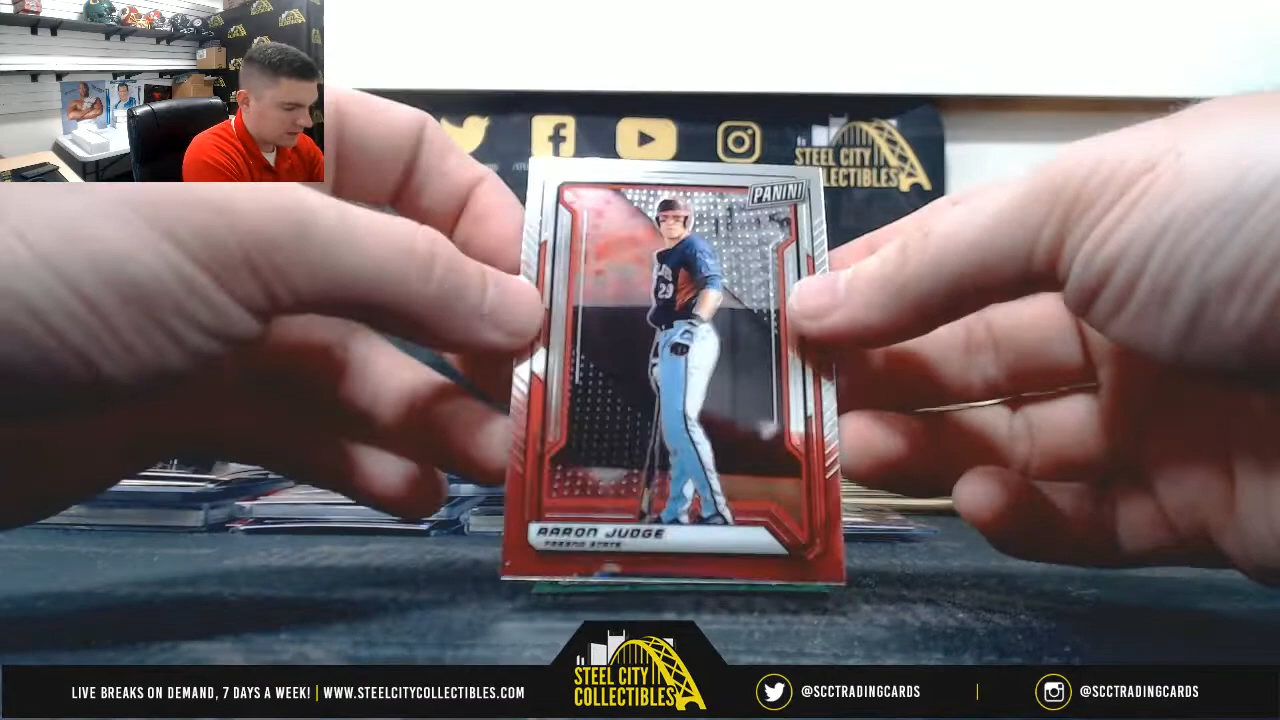 STEEL CITY
COLLECTIBLES
PANINI
29
AARON JUDGE
FRESNO STATE
STEEL CITY
COLLECTIBLES
LIVE BREAKS ON DEMAND, 7 DAYS A WEEK! | WWW.STEELCITYCOLLECTIBLES.COM
@SCCTRADINGCARDS | @SCCTRADINGCARDS